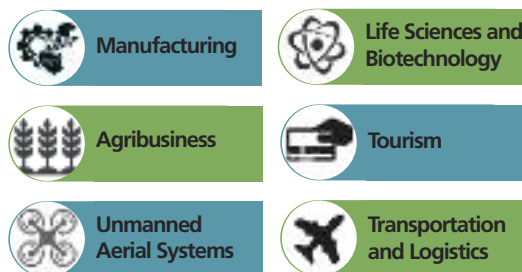 Manufacturing
Life Sciences and
Biotechnology
Agribusiness
Tourism
Unmanned
Aerial Systems
Transportation
and Logistics